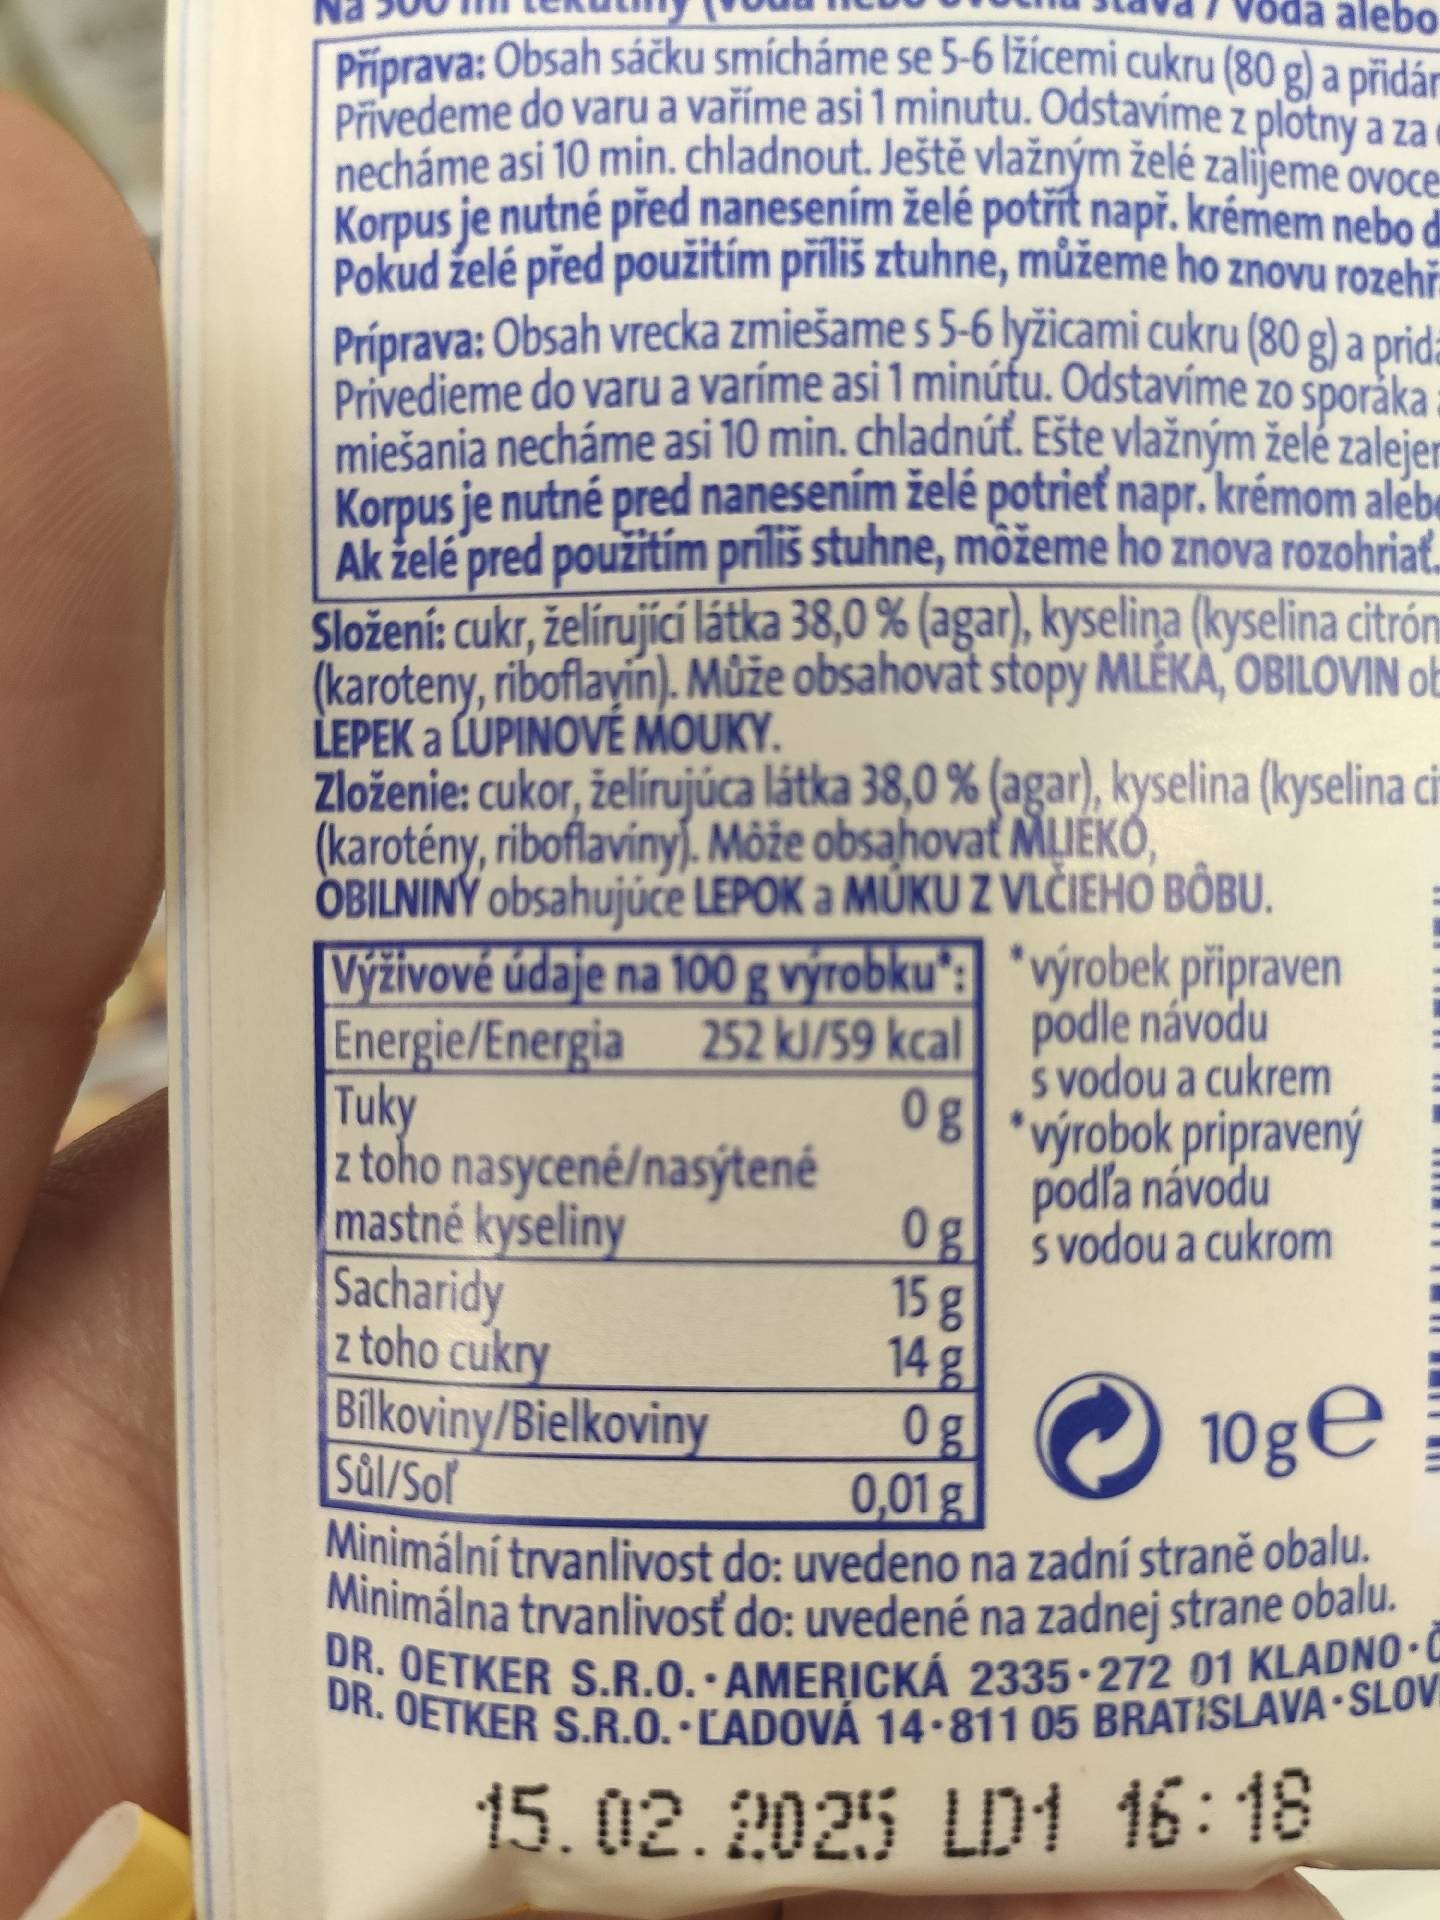 Na 500 ml tekutiny (voda nebo ovocná šťáva / voda alebo
Příprava: Obsah sáčku smícháme se 5-6 lžícemi cukru (80 g) a
Přivedeme do varu a vaříme asi 1 minutu. Odstavíme z plotny a za
necháme asi 10 min. chladnout. Ještě vlažným želé zalijeme ovoce
Korpus je nutné před nanesením želé potřít např. krémem nebo
Pokud želé před použitím příliš ztuhne, můžeme ho znovu
Príprava: Obsah vrecka zmiešame s 5-6 lyžicami cukru (80 g) a
Privedieme do varu a varíme asi 1 minútu. Odstavíme zo sporáka
miešania necháme asi 10 min. chladnúť. Ešte vlažným želé
Korpus je nutné pred nanesením želé potrieť napr. krémom
Ak želé pred použitím príliš stuhne, môžeme ho znova rozohriať.
Složení: cukr, želírující látka 38,0 % (agar), kyselina (kyselina
(karoteny, riboflavin). Může obsahovat stopy MLÉKA, OBILOVIN
LEPEK a LUPINOVÉ MOUKY.
Zloženie: cukor, želírujúca látka 38,0 % (agar), kyselina (kyselina
(karotény, riboflavíny). Môže obsahovať MLIEKO,
OBILNINY obsahujúce LEPOK a MÚKU Z VLČIEHO BÔBU.
Výživové údaje na 100 g výrobku*:
Energie/Energia 252 kJ/59 kcal
Tuky 0 g
z toho nasycené/nasýtené
mastné kyseliny 0 g
Sacharidy 15 g
z toho cukry 14 g
Bílkoviny/Bielkoviny 0 g
Sůl/Soľ 0,01 g
*výrobek připraven
podle návodu
s vodou a cukrem
*výrobok pripravený
podľa návodu
s vodou a cukrom
10 g e
Minimální trvanlivost do: uvedeno na zadní straně obalu.
Minimálna trvanlivosť do: uvedené na zadnej strane obalu.
DR. OETKER S.R.O. · AMERICKÁ 2335 · 272 01 KLADNO ·
DR. OETKER S.R.O. · ĽADOVÁ 14 · 811 05 BRATISLAVA ·
15.02.2025 LD1 16:18